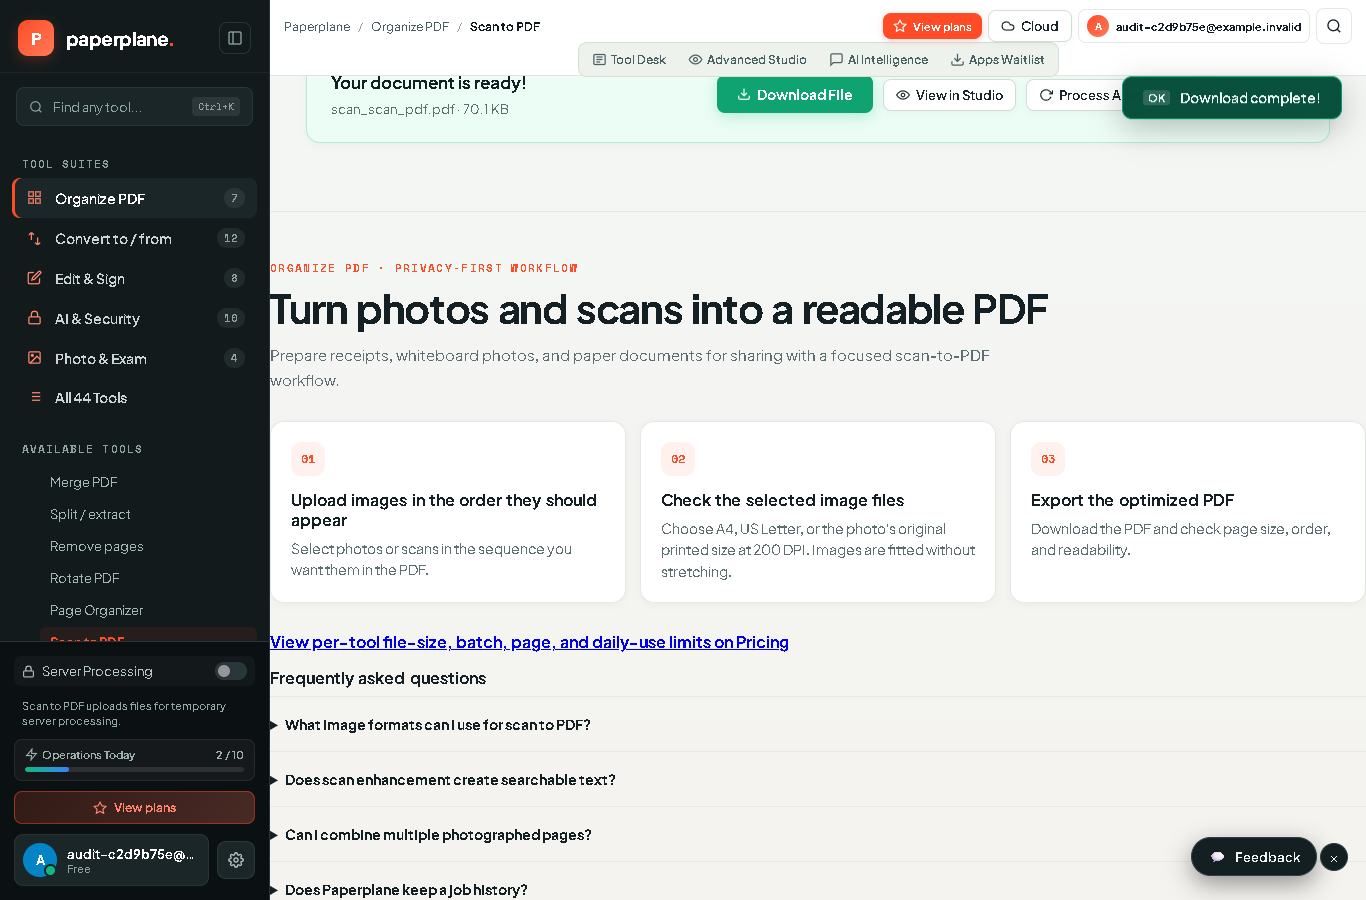 P paperplane.
Find any tool... Ctrl+K
TOOL SUITES
Organize PDF 7
Convert to / from 12
Edit & Sign 8
AI & Security 10
Photo & Exam 4
All 44 Tools
AVAILABLE TOOLS
Merge PDF
Split / extract
Remove pages
Rotate PDF
Page Organizer
Scan to PDF
Server Processing
Scan to PDF uploads files for temporary
server processing.
Operations Today 2 / 10
View plans
A audit-c2d9b75e@...
Free
Paperplane / Organize PDF / Scan to PDF
View plans
Cloud
A audit-c2d9b75e@example.invalid
Tool Desk
Advanced Studio
AI Intelligence
Apps Waitlist
Your document is ready!
scan_scan_pdf.pdf · 70.1 KB
Download File
View in Studio
Process A
OK Download complete!
ORGANIZE PDF · PRIVACY-FIRST WORKFLOW
Turn photos and scans into a readable PDF
Prepare receipts, whiteboard photos, and paper documents for sharing with a focused scan-to-PDF
workflow.
01
Upload images in the order they should
appear
Select photos or scans in the sequence you
want them in the PDF.
02
Check the selected image files
Choose A4, US Letter, or the photo's original
printed size at 200 DPI. Images are fitted without
stretching.
03
Export the optimized PDF
Download the PDF and check page size, order,
and readability.
View per-tool file-size, batch, page, and daily-use limits on Pricing
Frequently asked questions
What image formats can I use for scan to PDF?
Does scan enhancement create searchable text?
Can I combine multiple photographed pages?
Does Paperplane keep a job history?
Feedback ×